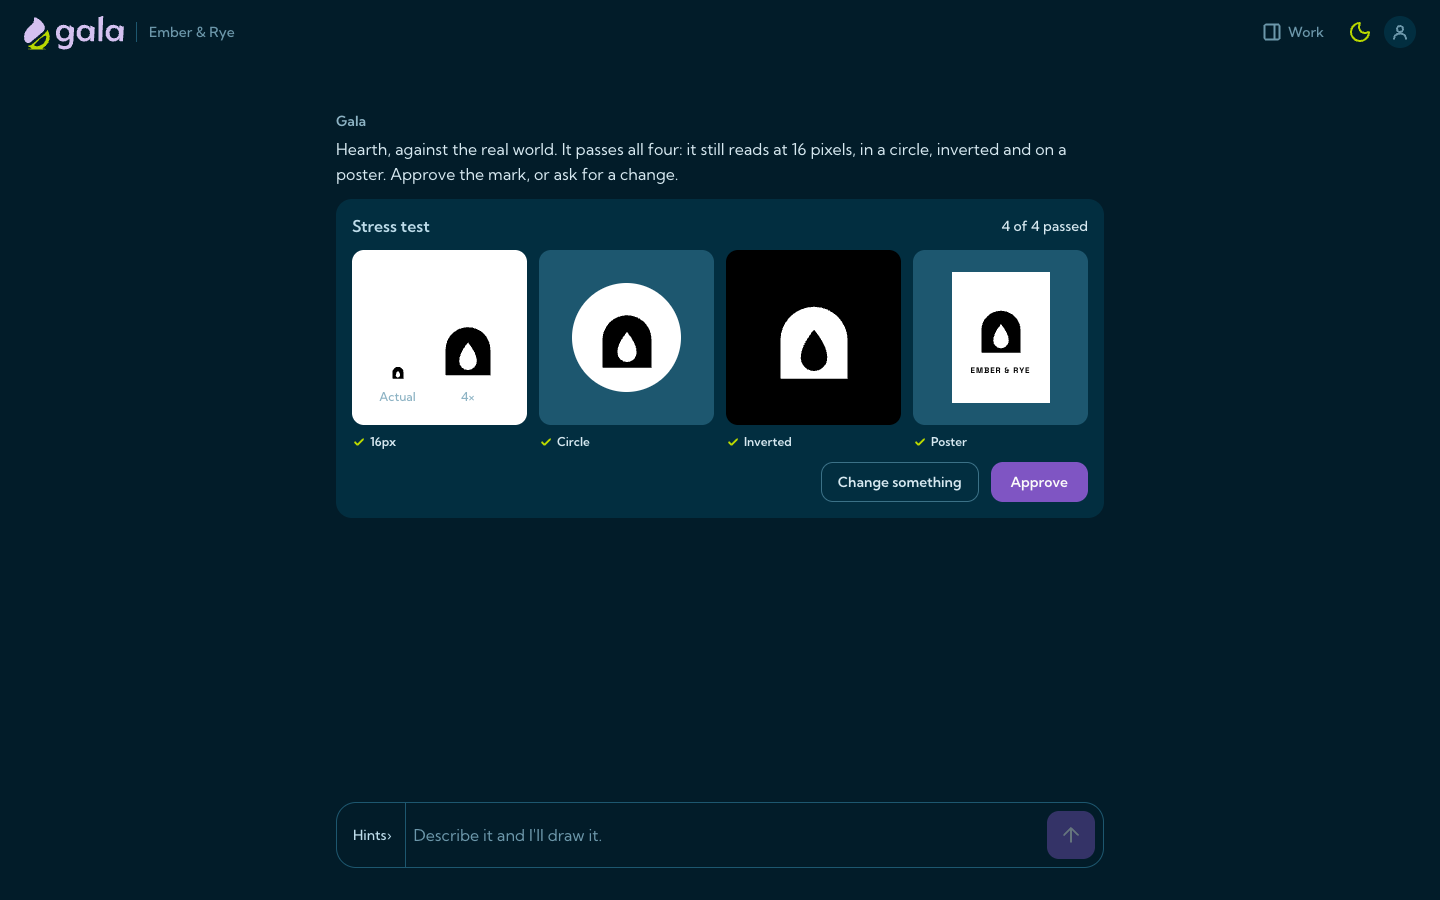 gala
Ember & Rye
Work
Gala
Hearth, against the real world. It passes all four: it still reads at 16 pixels, in a circle, inverted and on a
poster. Approve the mark, or ask for a change.
Stress test
4 of 4 passed
Actual
4×
EMBER & RYE
16px
Circle
Inverted
Poster
Change something
Approve
Hints›
Describe it and I'll draw it.